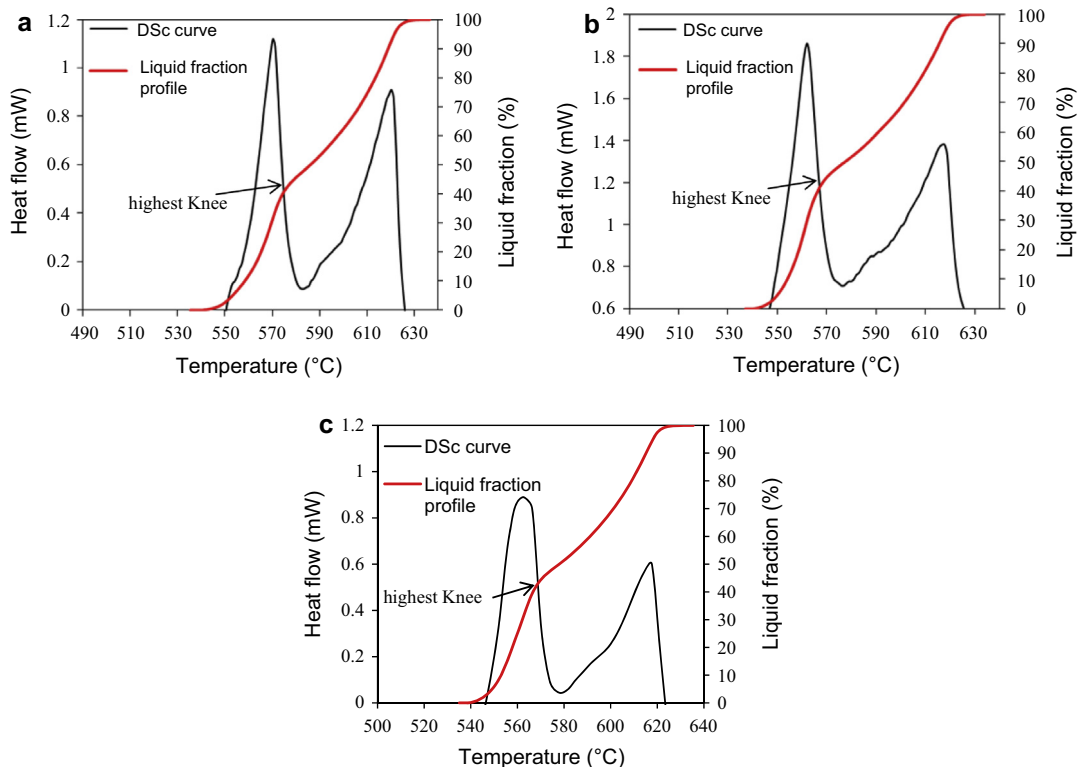 a
1.2
1
0.8
0.6
0.4
0.2
0
Heat flow (mW)
DSc curve
Liquid fraction
profile
highest Knee
100
90
80
70
60
50
40
30
20
10
0
Liquid fraction (%)
490 510 530 550 570 590 610 630
Temperature (°C)
b
2
1.8
1.6
1.4
1.2
1
0.8
0.6
Heat flow (mW)
DSc curve
Liquid fraction
profile
highest Knee
100
90
80
70
60
50
40
30
20
10
0
Liquid fraction (%)
490 510 530 550 570 590 610 630
Temperature (°C)
c
1.2
1
0.8
0.6
0.4
0.2
0
Heat flow (mW)
DSc curve
Liquid fraction
profile
highest Knee
100
90
80
70
60
50
40
30
20
10
0
Liquid fraction (%)
500 520 540 560 580 600 620 640
Temperature (°C)